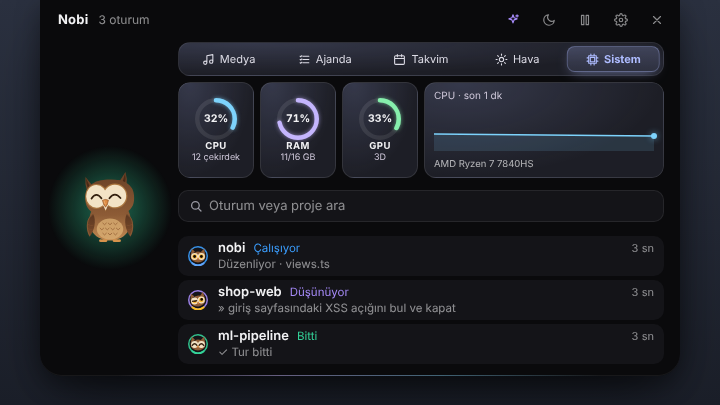 Nobi 3 oturum
Medya
Ajanda
Takvim
Hava
Sistem
32%
CPU
12 çekirdek
71%
RAM
11/16 GB
33%
GPU
3D
CPU · son 1 dk
AMD Ryzen 7 7840HS
Oturum veya proje ara
nobi Çalışıyor 3 sn
Düzenliyor · views.ts
shop-web Düşünüyor 3 sn
» giriş sayfasındaki XSS açığını bul ve kapat
ml-pipeline Bitti 3 sn
✓ Tur bitti